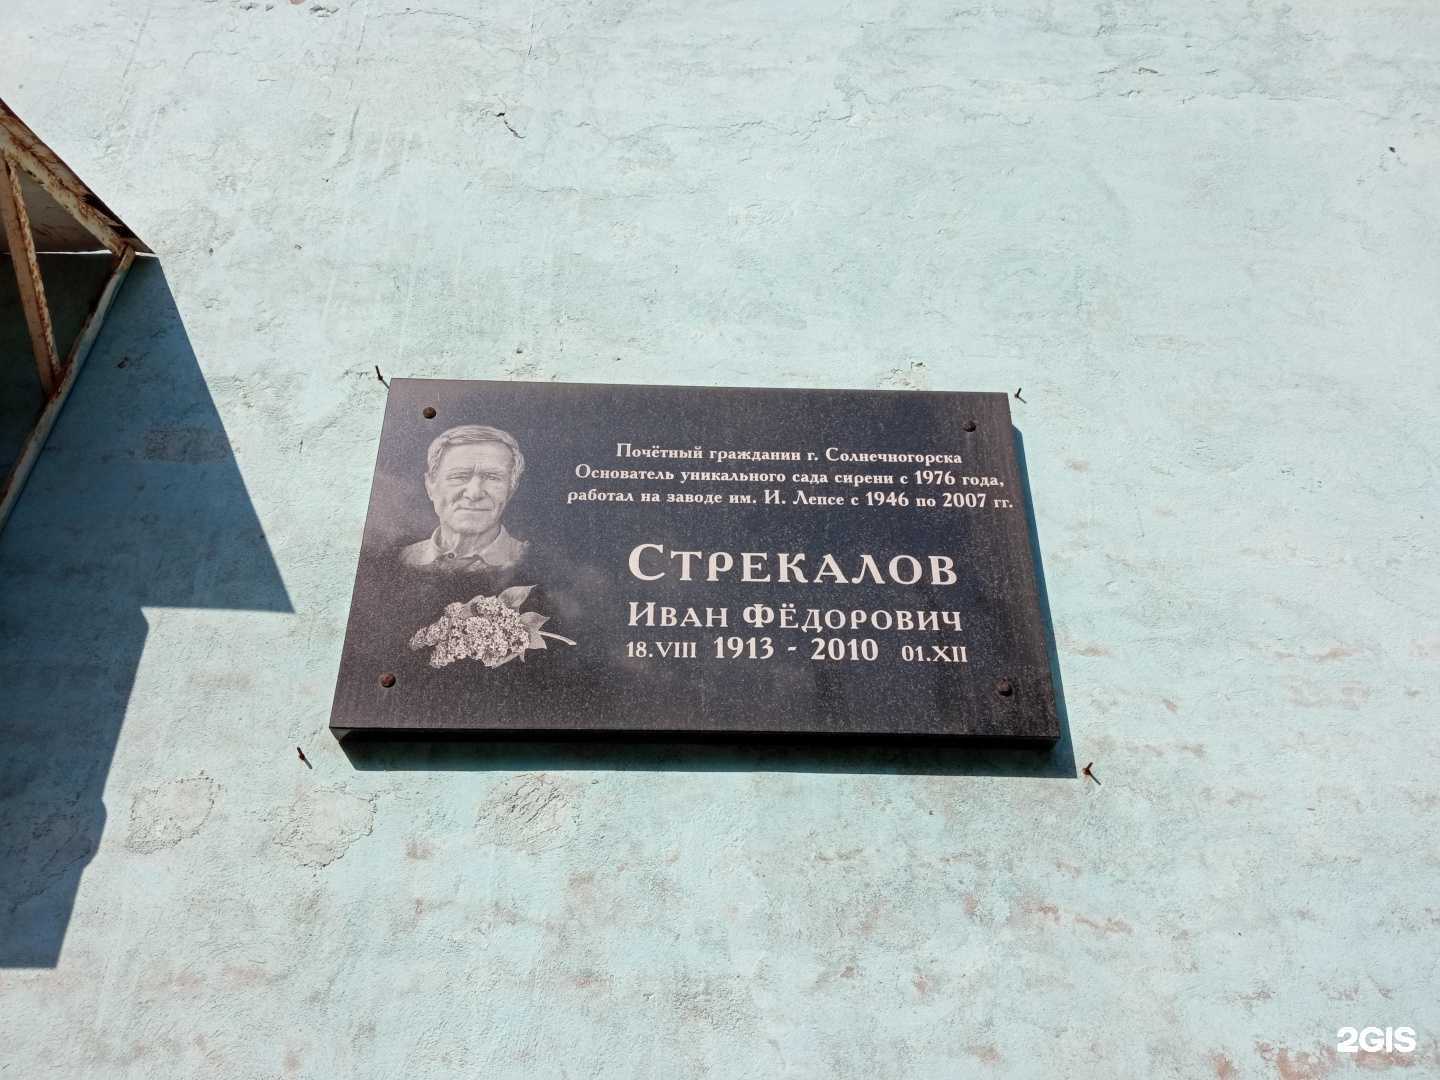 Почётный гражданин г. Солнечногорска
Основатель уникального сада сирени с 1976 года,
работал на заводе им. И. Лепсе с 1946 по 2007 гг.
СТРЕКАЛОВ
ИВАН ФЁДОРОВИЧ
18.VIII 1913 - 2010 01.XII
2GIS